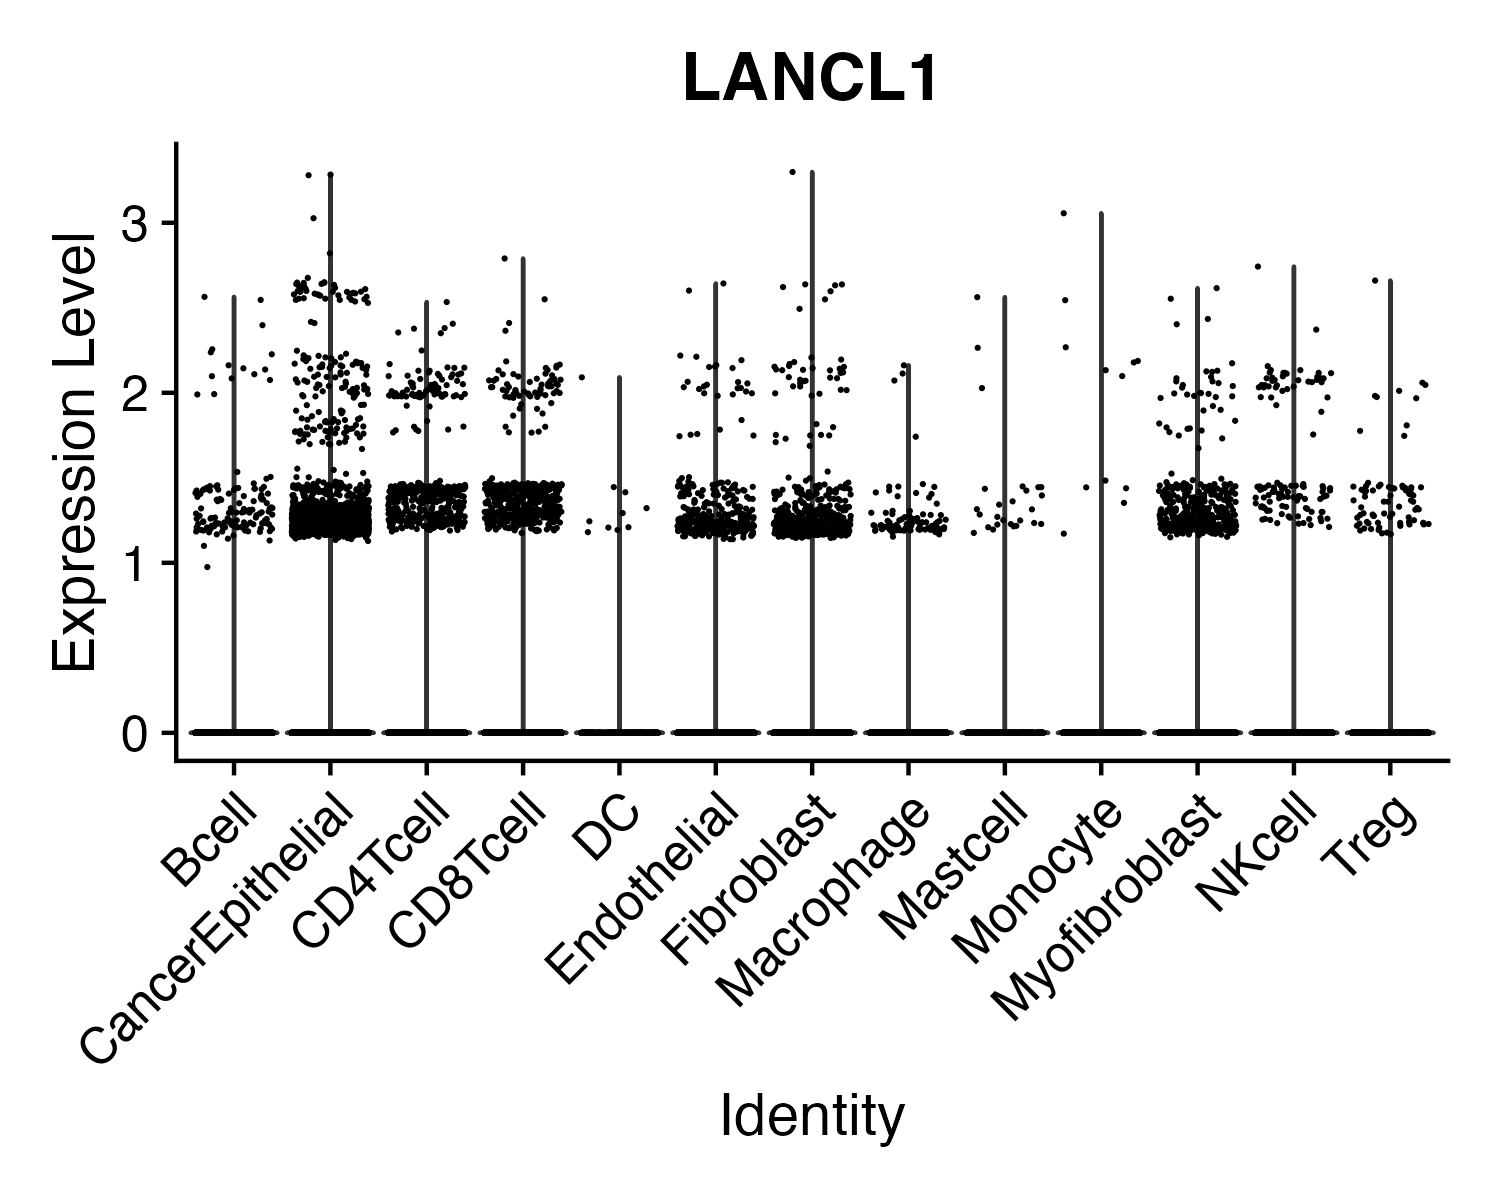 LANCL1
Expression Level
3
2
1
0
Bcell
CancerEpithelial
CD4Tcell
CD8Tcell
DC
Endothelial
Fibroblast
Macrophage
Mastcell
Monocyte
Myofibroblast
NKcell
Treg
Identity